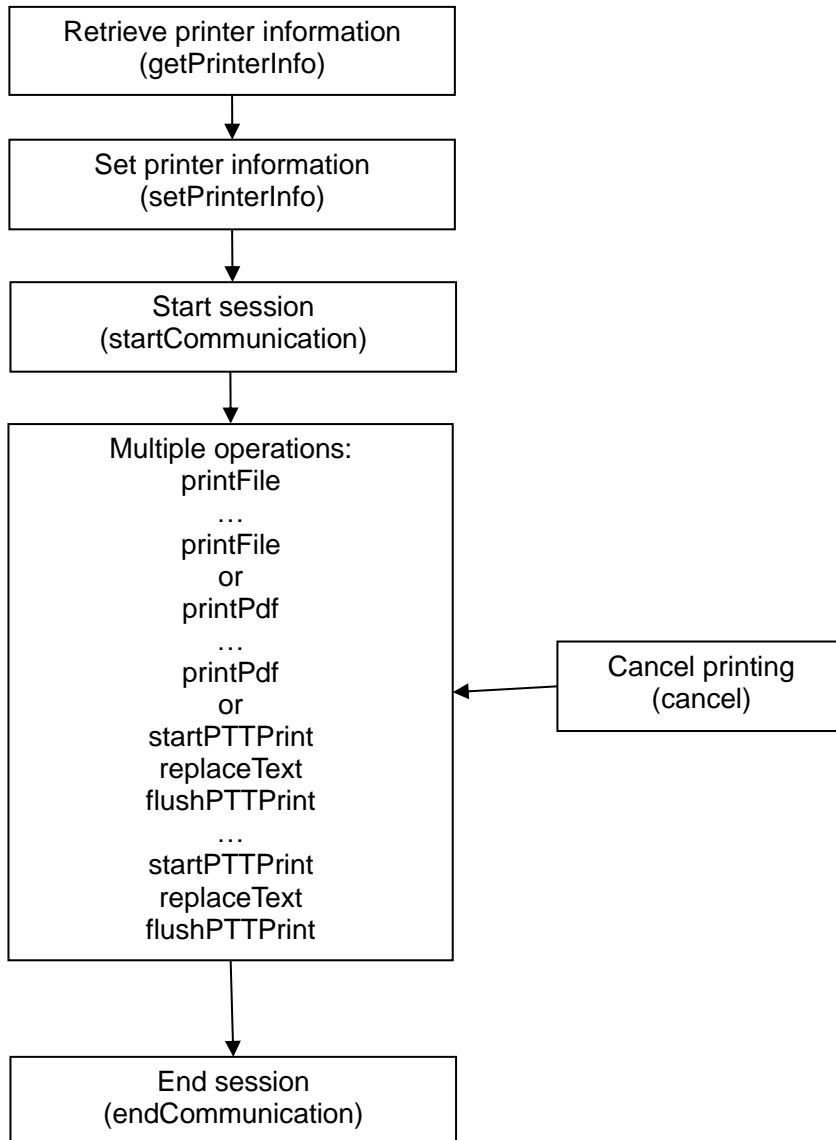 Retrieve printer information
(getPrinterInfo)
Set printer information
(setPrinterInfo)
Start session
(startCommunication)
Multiple operations:
printFile
…
printFile
or
printPdf
…
printPdf
or
startPTTPrint
replaceText
flushPTTPrint
…
startPTTPrint
replaceText
flushPTTPrint
Cancel printing
(cancel)
End session
(endCommunication)